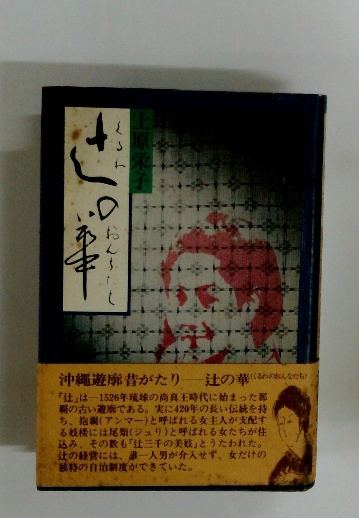 辻の華
くるわ
おんなたち
上原栄子
沖縄遊廓昔がたり——辻の華(くるわのおんなたち)
「辻」は—1526年琉球の尚真王時代に始まった那
覇の古い遊廓である。実に420年の長い伝統を持
ち、抱親(アンマー)と呼ばれる女主人が支配す
る妓楼には尾類(ジュリ)と呼ばれる女たちが住
込み、その数も「辻三千の美妓」とうたわれた。
辻の経営には、誰一人男が介入せず、女だけの
独特の自治制度ができていた。